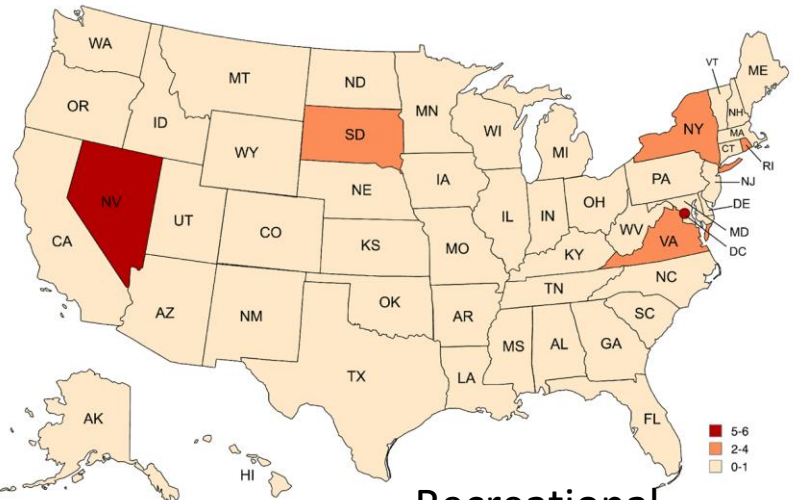 WA
MT
ND
MN
VT
ME
OR
ID
SD
WI
NY
NH
MA
CT
RI
WY
MI
NV
NE
IA
PA
NJ
DE
UT
CO
IL
IN
OH
CA
KS
MO
WV
VA
MD
DC
KY
AZ
NM
OK
AR
TN
NC
SC
MS
AL
GA
TX
LA
AK
FL
HI
5-6
2-4
0-1
Recreational